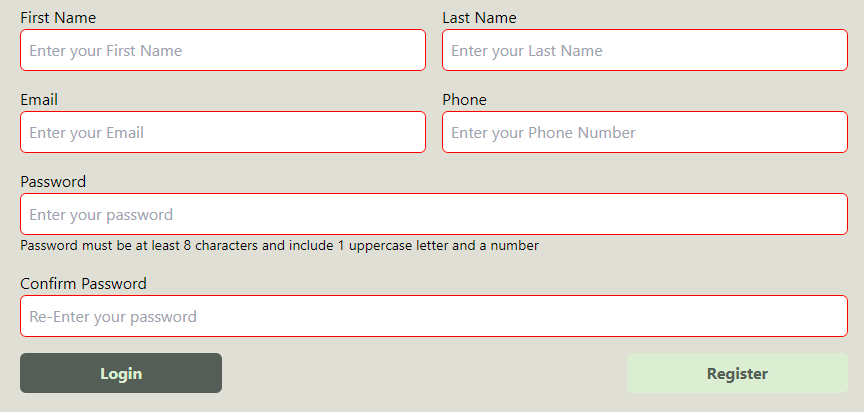 First Name
Last Name
Enter your First Name
Enter your Last Name
Email
Phone
Enter your Email
Enter your Phone Number
Password
Enter your password
Password must be at least 8 characters and include 1 uppercase letter and a number
Confirm Password
Re-Enter your password
Login
Register